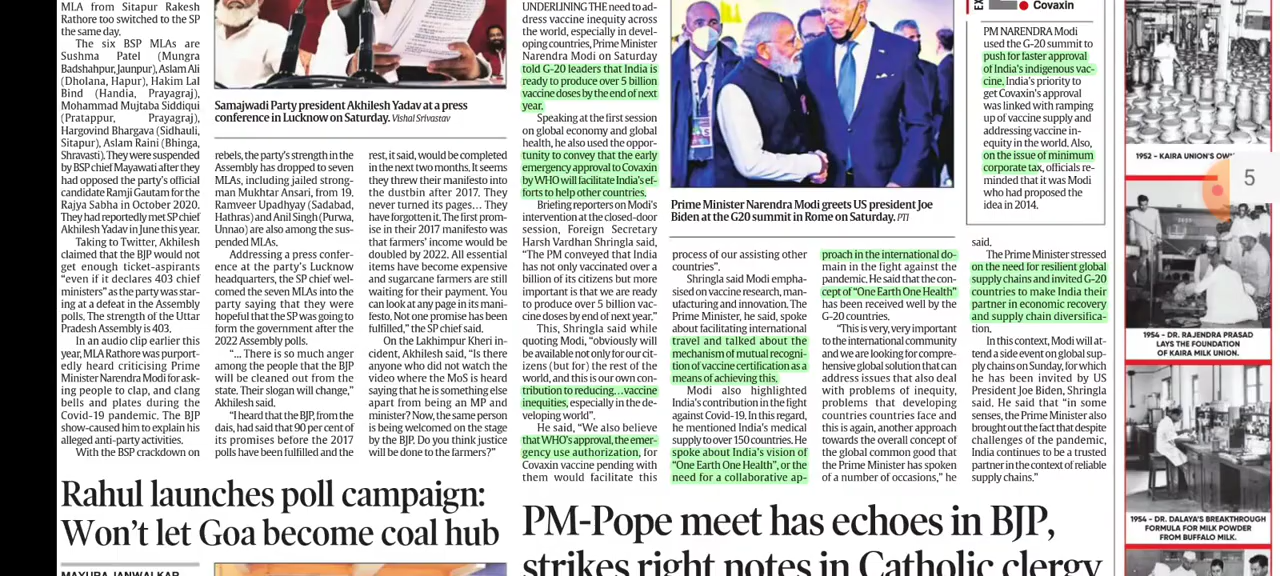 MLA from Sitapur Rakesh
Rathore too switched to the SP
the same day.
The six BSP MLAs are
Sushma Patel (Mungra
Badshahpur, Jaunpur), Aslam Ali
(Dholana, Hapur), Hakim Lal
Bind (Handia, Prayagraj),
Mohammad Mujtaba Siddiqui
(Pratappur, Prayagraj),
Hargovind Bhargava (Sidhauli,
Sitapur), Aslam Raini (Bhinga,
Shravasti). They were suspended
by BSP chief Mayawati after they
had opposed the party's official
candidate Ramji Gautam for the
Rajya Sabha in October 2020.
They had reportedly met SP chief
Akhilesh Yadav in June this year.
Taking to Twitter, Akhilesh
claimed that the BJP would not
get enough ticket-aspirants
"even if it declares 403 chief
ministers" as the party was star-
ing at a defeat in the Assembly
polls. The strength of the Uttar
Pradesh Assembly is 403.
In an audio clip earlier this
year, MLA Rathore was purport-
edly heard criticising Prime
Minister Narendra Modi for ask-
ing people to clap, and clang
bells and plates during the
Covid-19 pandemic. The BJP
show-caused him to explain his
alleged anti-party activities.
With the BSP crackdown on
Samajwadi Party president Akhilesh Yadav at a press
conference in Lucknow on Saturday. Vishal Srivastav
rebels, the party's strength in the
Assembly has dropped to seven
MLAs, including jailed strong-
man Mukhtar Ansari, from 19.
Ramveer Upadhyay (Sadabad,
Hathras) and Anil Singh (Purwa,
Unnao) are also among the sus-
pended MLAs.
Addressing a press confer-
ence at the party's Lucknow
headquarters, the SP chief wel-
comed the seven MLAs into the
party saying that they were
hopeful that the SP was going to
form the government after the
2022 Assembly polls.
"... There is so much anger
among the people that the BJP
will be cleaned out from the
state. Their slogan will change,"
Akhilesh said.
"I heard that the BJP, from the
dais, had said that 90 per cent of
its promises before the 2017
polls have been fulfilled and the
rest, it said, would be completed
in the next two months. It seems
they threw their manifesto into
the dustbin after 2017. They
never turned its pages... They
have forgotten it. The first prom-
ise in their 2017 manifesto was
that farmers' income would be
doubled by 2022. All essential
items have become expensive
and sugarcane farmers are still
waiting for their payment. You
can look at any page in its mani-
festo. Not one promise has been
fulfilled," the SP chief said.
On the Lakhimpur Kheri in-
cident, Akhilesh said, "Is there
anyone who did not watch the
video where the MoS is heard
saying that he is something else
apart from being an MP and
minister? Now, the same person
is being welcomed on the stage
by the BJP. Do you think justice
will be done to the farmers?"
Rahul launches poll campaign:
Won't let Goa become coal hub
MAYURA JANWALKAR
UNDERLINING THE need to ad-
dress vaccine inequity across
the world, especially in devel-
oping countries, Prime Minister
Narendra Modi on Saturday
told G-20 leaders that India is
ready to produce over 5 billion
vaccine doses by the end of next
year.
Speaking at the first session
on global economy and global
health, he also used the oppor-
tunity to convey that the early
emergency approval to Covaxin
by WHO will facilitate India's ef-
forts to help other countries.
Briefing reporters on Modi's
intervention at the closed-door
session, Foreign Secretary
Harsh Vardhan Shringla said,
"The PM conveyed that India
has not only vaccinated over a
billion of its citizens but more
important is that we are ready
to produce over 5 billion vac-
cine doses by end of next year."
This, Shringla said while
quoting Modi, "obviously will
be available not only for our cit-
izens (but for) the rest of the
world, and this is our own con-
tribution to reducing...vaccine
inequities, especially in the de-
veloping world".
He said, "We also believe
that WHO's approval, the emer-
gency use authorization, for
Covaxin vaccine pending with
them would facilitate this
Prime Minister Narendra Modi greets US president Joe
Biden at the G20 summit in Rome on Saturday. PTI
process of our assisting other
countries".
Shringla said Modi empha-
sised on vaccine research, man-
ufacturing and innovation. The
Prime Minister, he said, spoke
about facilitating international
travel and talked about the
mechanism of mutual recogni-
tion of vaccine certification as a
means of achieving this.
Modi also highlighted
India's contribution in the fight
against Covid-19. In this regard,
he mentioned India's medical
supply to over 150 countries. He
spoke about India's vision of
"One Earth One Health", or the
need for a collaborative ap-
proach in the international do-
main in the fight against the
pandemic. He said that the con-
cept of "One Earth One Health"
has been received well by the
G-20 countries.
"This is very, very important
to the international community
and we are looking for compre-
hensive global solution that can
address issues that also deal
with problems of inequity,
problems that developing
countries countries face and
this is again, another approach
towards the overall concept of
the global common good that
the Prime Minister has spoken
of a number of occasions," he
said.
The Prime Minister stressed
on the need for resilient global
supply chains and invited G-20
countries to make India their
partner in economic recovery
and supply chain diversifica-
tion.
In this context, Modi will at-
tend a side event on global sup-
ply chains on Sunday, for which
he has been invited by US
President Joe Biden, Shringla
said. He said that "in some
senses, the Prime Minister also
brought out the fact that despite
challenges of the pandemic,
India continues to be a trusted
partner in the context of reliable
supply chains."
Covaxin
PM NARENDRA Modi
used the G-20 summit to
push for faster approval
of India's indigenous vac-
cine. India's priority to
get Covaxin's approval
was linked with ramping
up of vaccine supply and
addressing vaccine in-
equity in the world. Also,
on the issue of minimum
corporate tax, officials re-
minded that it was Modi
who had proposed the
idea in 2014.
PM-Pope meet has echoes in BJP,
strikes right notes in Catholic clergy
1952 - KAIRA UNION'S
5
1954 - DR. RAJENDRA PRASAD
LAYS THE FOUNDATION
OF KAIRA MILK UNION.
1954 - DR. DALAYA'S BREAKTHROUGH
FORMULA FOR MILK POWDER
FROM BUFFALO MILK.